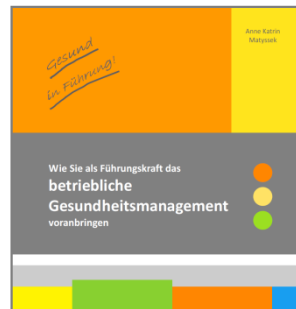 Anne Katrin
Matyssek
Gesund
in Führung!
Wie Sie als Führungskraft das
betriebliche
Gesundheitsmanagement
voranbringen